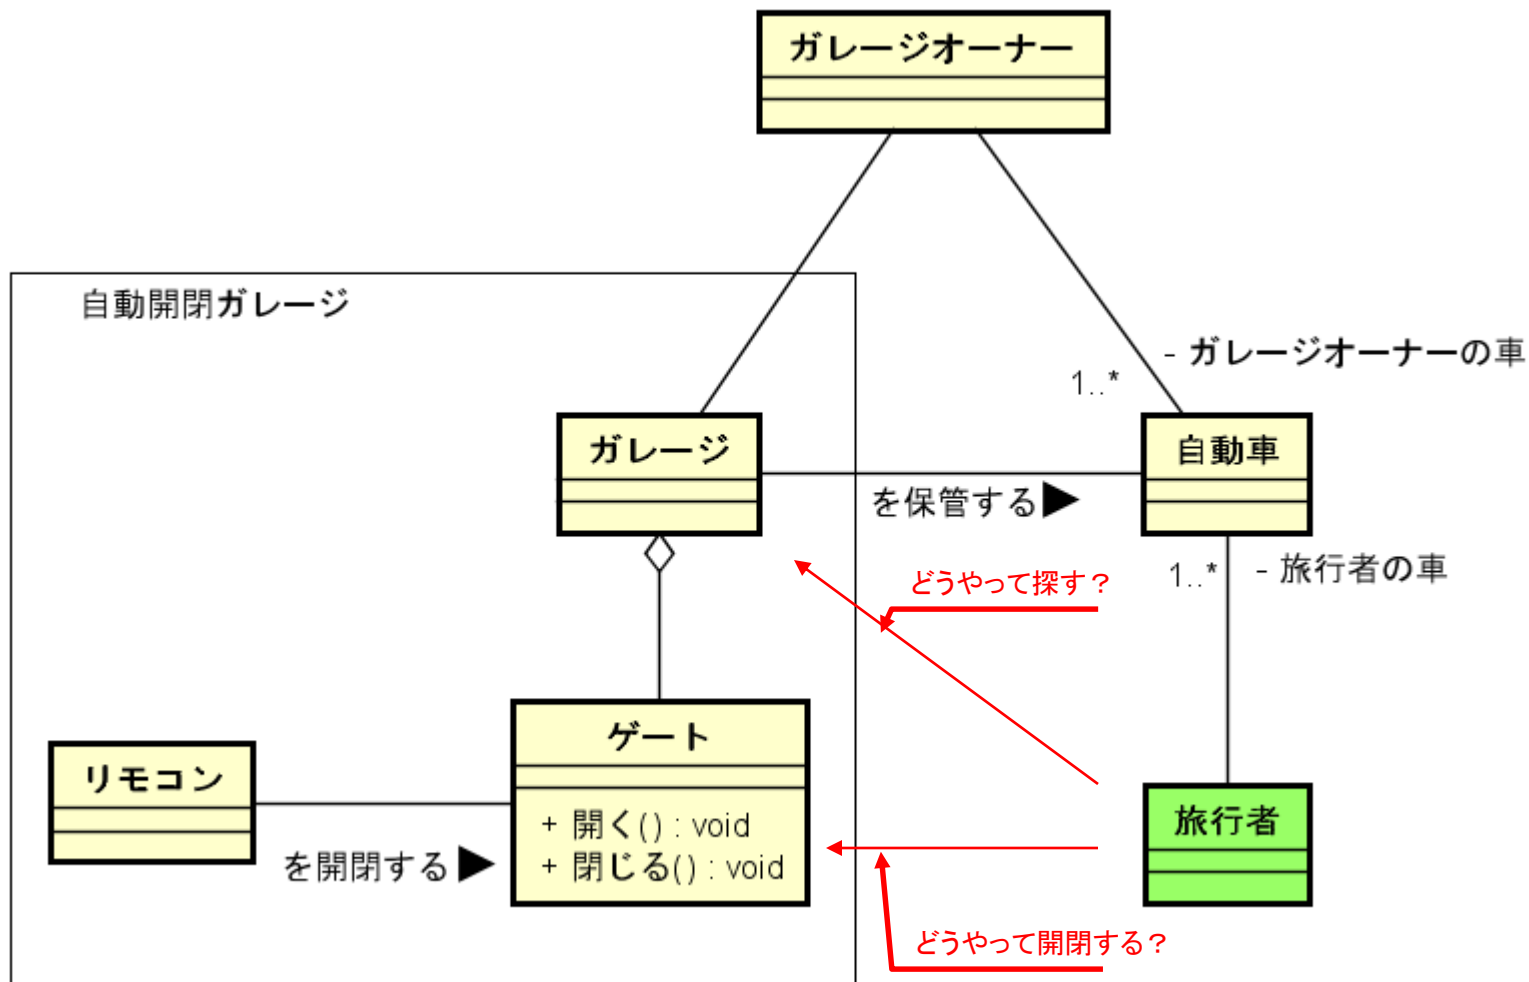 ガレージオーナー
自動開閉ガレージ
- ガレージオーナーの車
1..*
ガレージ
自動車
を保管する▶
1..*
- 旅行者の車
どうやって探す？
ゲート
リモコン
+ 開く() : void
+ 閉じる() : void
を開閉する▶
旅行者
どうやって開閉する？